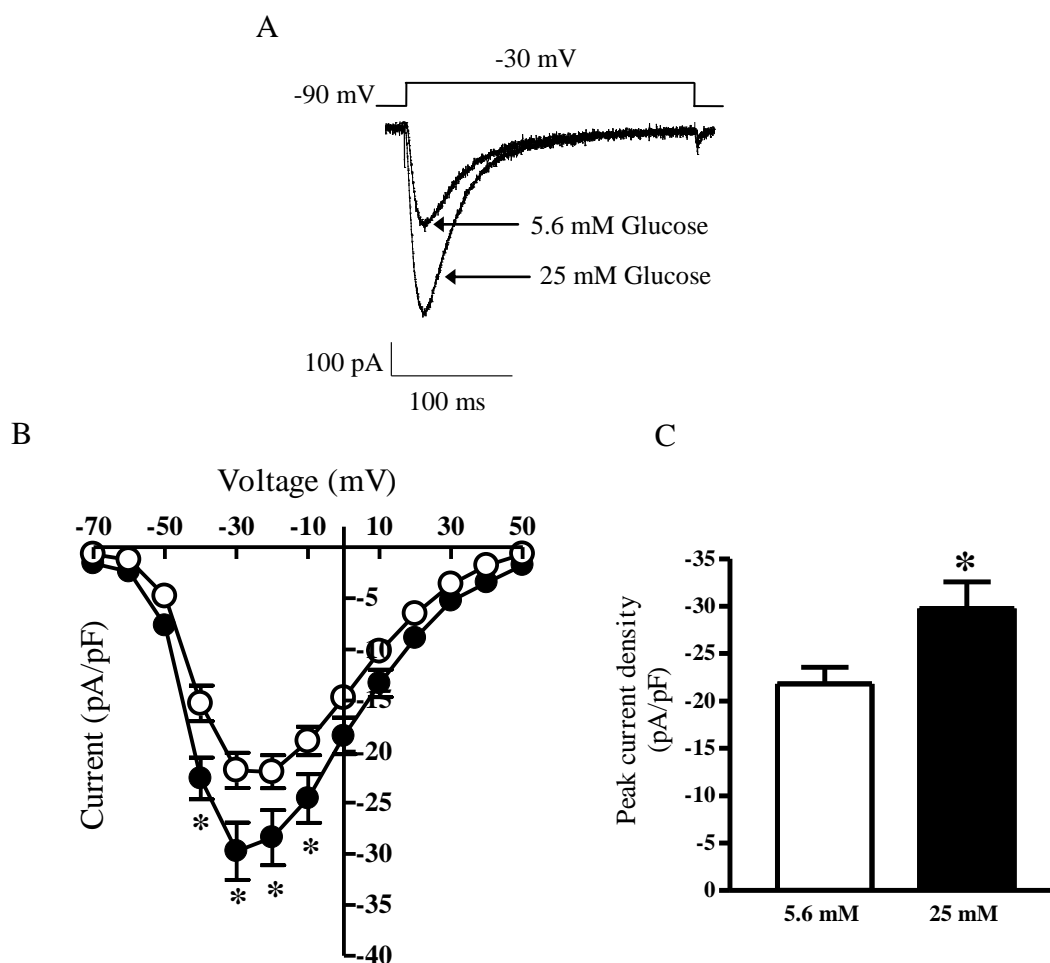 A
-30 mV
-90 mV
5.6 mM Glucose
25 mM Glucose
100 pA
100 ms
B
Voltage (mV)
-70 -50 -30 -10 10 30 50
Current (pA/pF)
-5
-10
-15
-20
-25
-30
-35
-40
*
*
*
*
C
Peak current density
(pA/pF)
-35
-30
-25
-20
-15
-10
-5
0
*
5.6 mM
25 mM